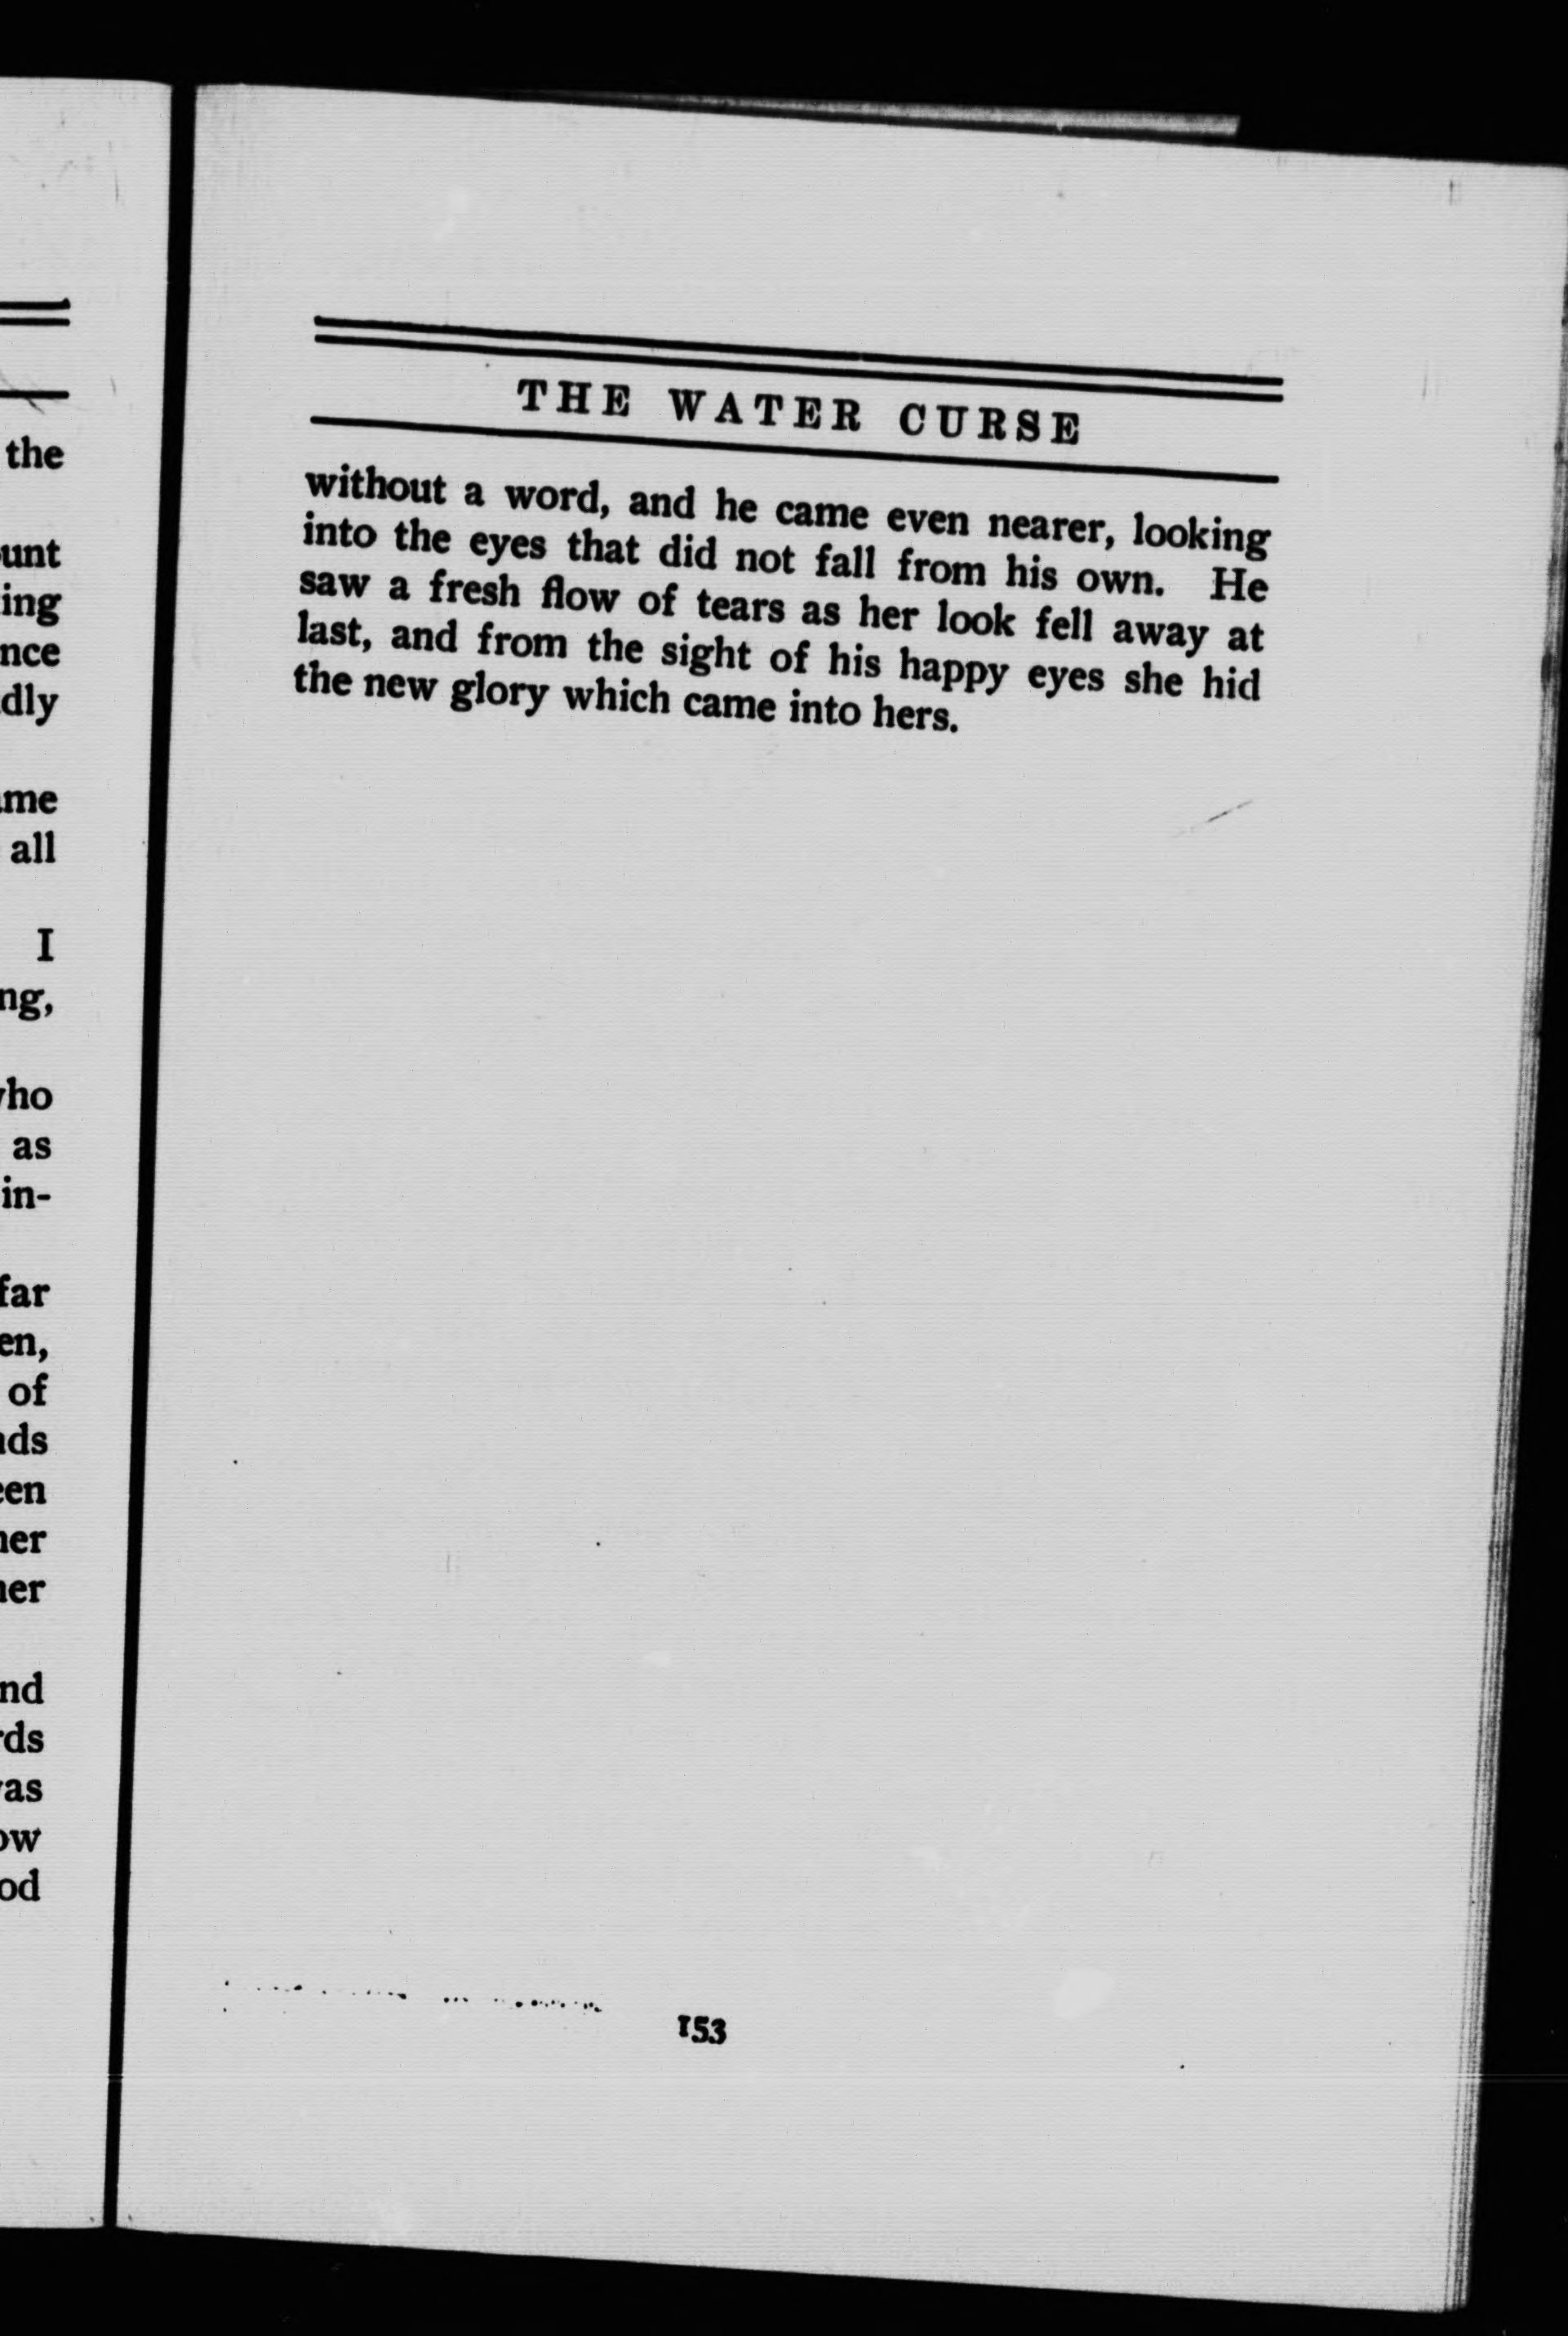 THE WATER CURSE
without a word, and he came even nearer, looking
into the eyes that did not fall from his own. He
saw a fresh flow of tears as her look fell away at
last, and from the sight of his happy eyes she hid
the new glory which came into hers.
153